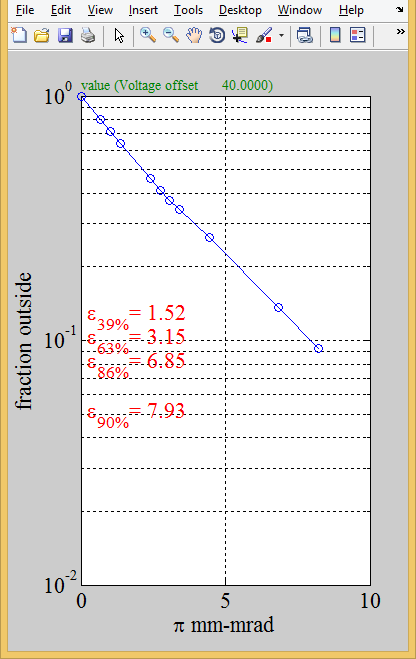 File Edit View Insert Tools Desktop Window Help
value (Voltage offset 40.0000)
10^0
ε39% = 1.52
10^-1
ε63% = 3.15
ε86% = 6.85
ε90% = 7.93
fraction outside
10^-2
0 5 10
π mm-mrad